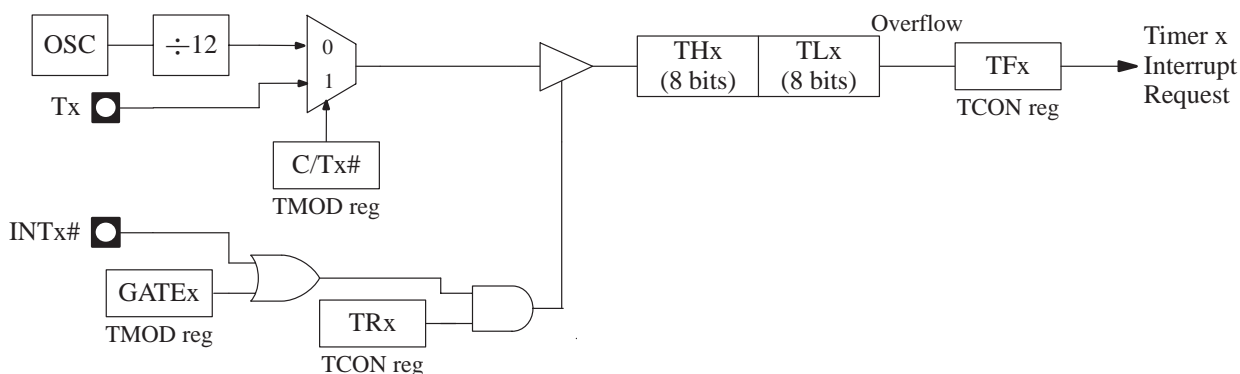 Overflow
OSC
÷12
0
1
Tx
C/Tx#
TMOD reg
THx
(8 bits)
TLx
(8 bits)
TFx
TCON reg
Timer x
Interrupt
Request
INTx#
GATEx
TMOD reg
TRx
TCON reg